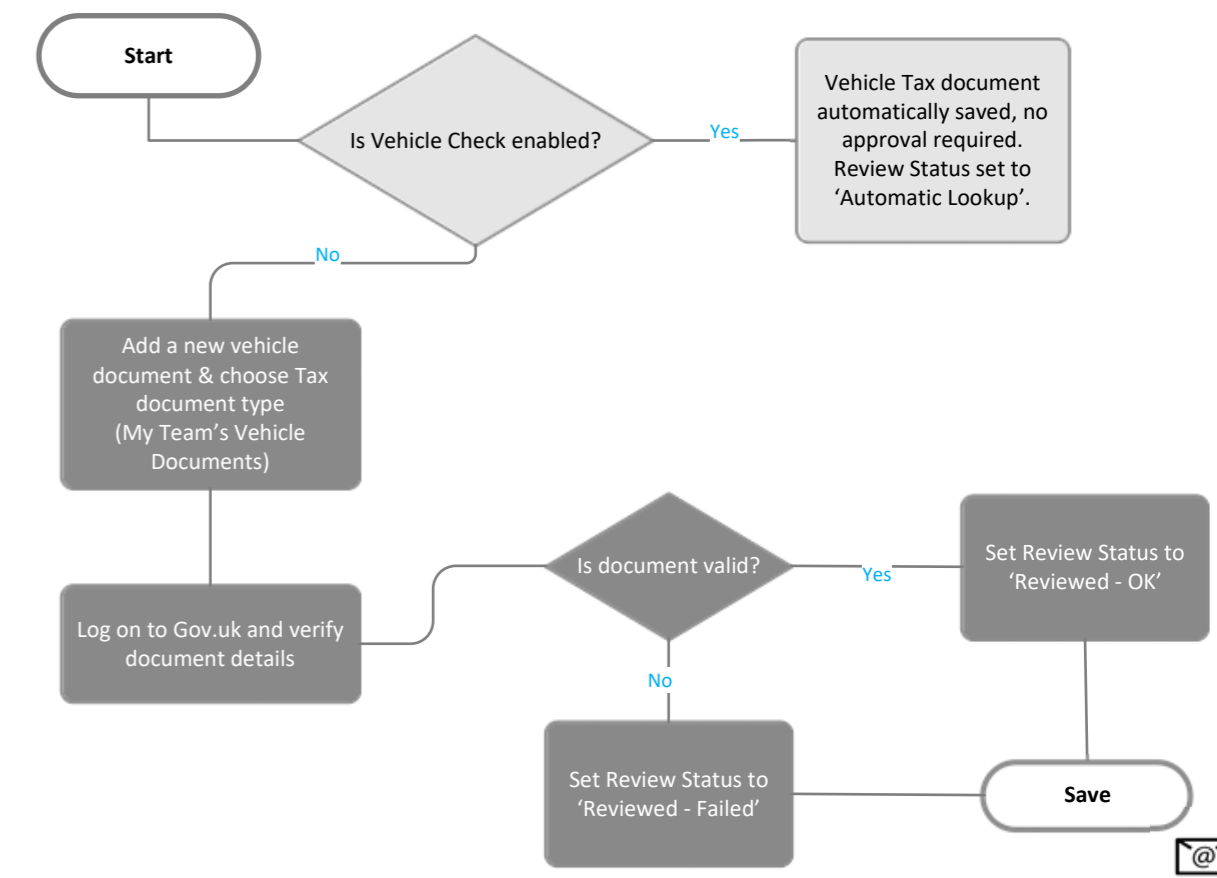 Start
Is Vehicle Check enabled?
Yes
Vehicle Tax document
automatically saved, no
approval required.
Review Status set to
‘Automatic Lookup’.
No
Add a new vehicle
document & choose Tax
document type
(My Team’s Vehicle
Documents)
Log on to Gov.uk and verify
document details
Is document valid?
Yes
Set Review Status to
‘Reviewed - OK’
No
Set Review Status to
‘Reviewed - Failed’
Save
@